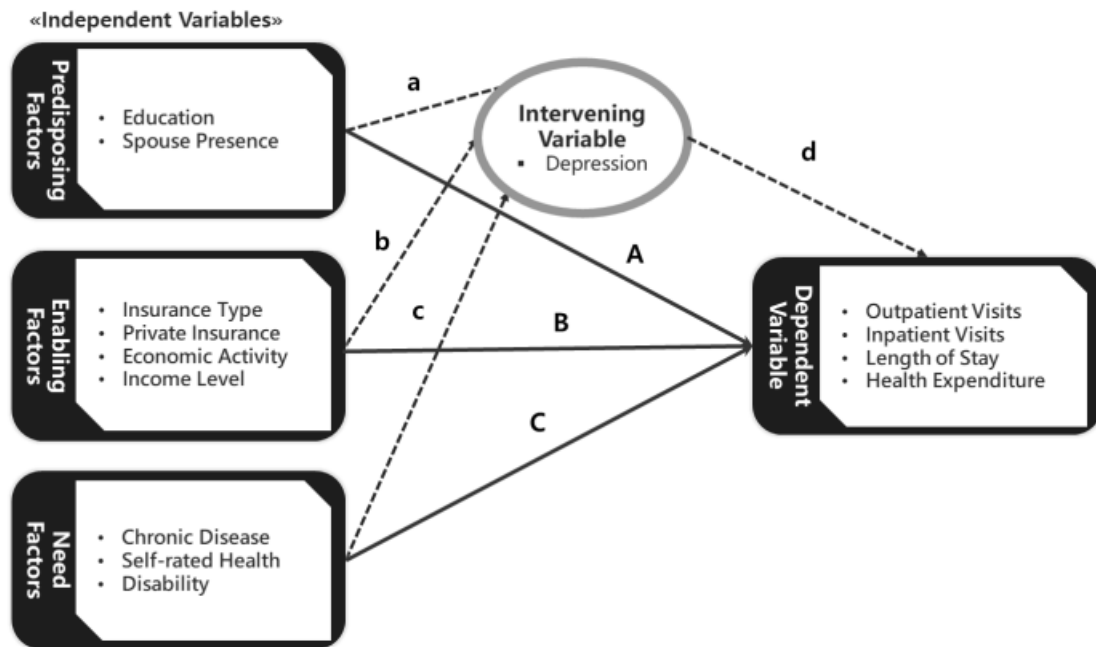 «Independent Variables»
Predisposing
Factors
• Education
• Spouse Presence
a
Intervening
Variable
▪ Depression
d
A
Enabling
Factors
• Insurance Type
• Private Insurance
• Economic Activity
• Income Level
b
c
B
C
Dependent
Variable
• Outpatient Visits
• Inpatient Visits
• Length of Stay
• Health Expenditure
Need
Factors
• Chronic Disease
• Self-rated Health
• Disability